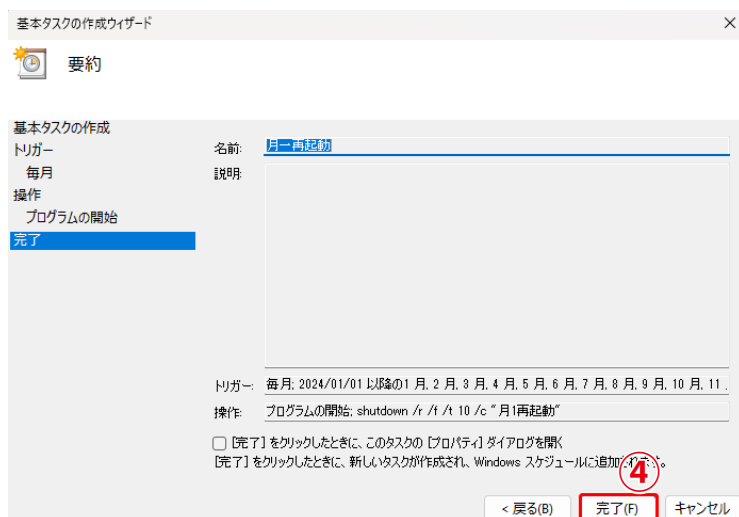 基本タスクの作成ウィザード
要約
基本タスクの作成
トリガー
毎月
操作
プログラムの開始
完了
名前: 月一再起動
説明:
トリガー: 毎月; 2024/01/01 以降の1 月, 2 月, 3 月, 4 月, 5 月, 6 月, 7 月, 8 月, 9 月, 10 月, 11
操作: プログラムの開始; shutdown /r /f /t 10 /c "月1再起動"
[完了] をクリックしたときに、このタスクの [プロパティ] ダイアログを開く
[完了] をクリックしたときに、新しいタスクが作成され、Windows スケジュールに追加されます。
④
< 戻る(B) 完了(F) キャンセル